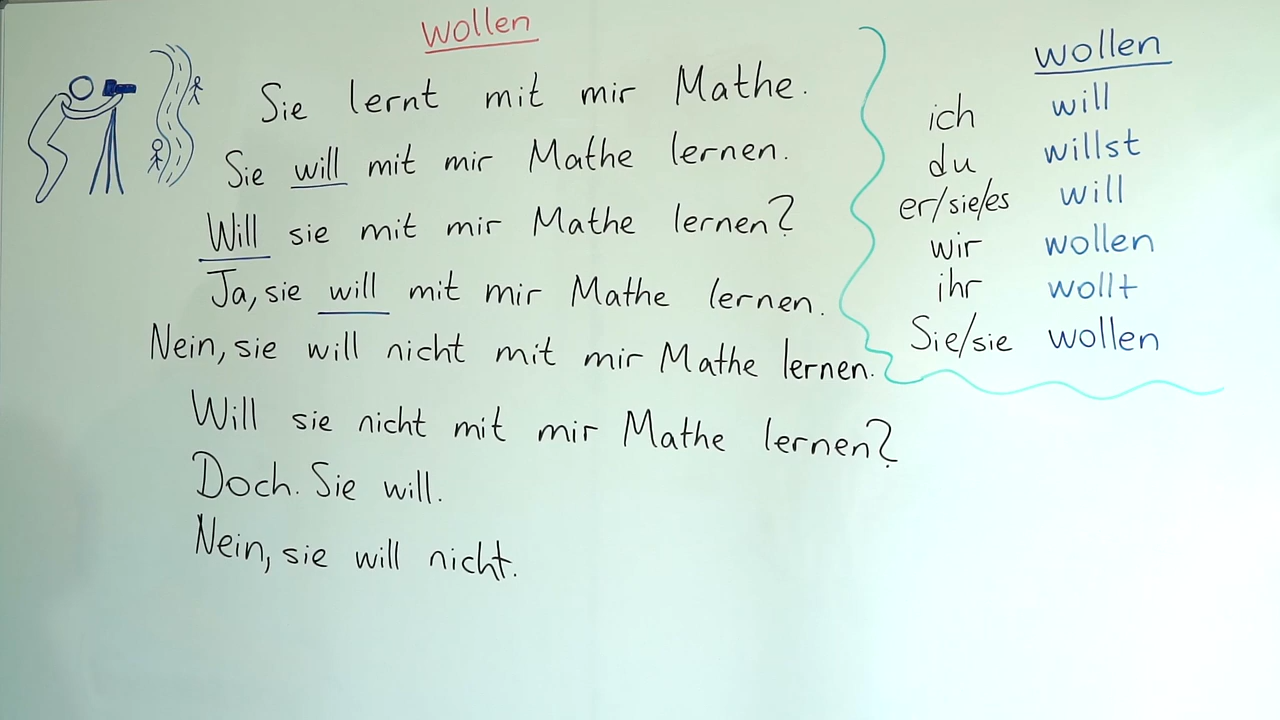 wollen
Sie lernt mit mir Mathe.
Sie will mit mir Mathe lernen.
Will sie mit mir Mathe lernen?
Ja, sie will mit mir Mathe lernen.
Nein, sie will nicht mit mir Mathe lernen.
Will sie nicht mit mir Mathe lernen?
Doch. Sie will.
Nein, sie will nicht.
wollen
ich will
du willst
er/sie/es will
wir wollen
ihr wollt
Sie/sie wollen